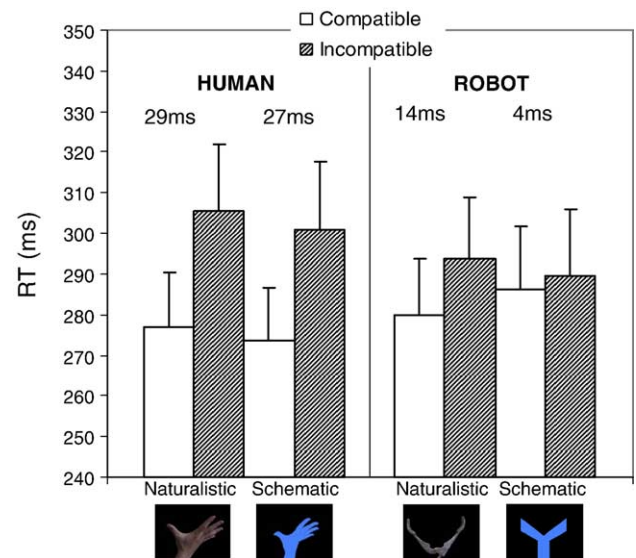 Compatible
Incompatible
350
340
330
320
310
300
290
280
270
260
250
240
RT (ms)
HUMAN
ROBOT
29ms
27ms
14ms
4ms
Naturalistic
Schematic
Naturalistic
Schematic